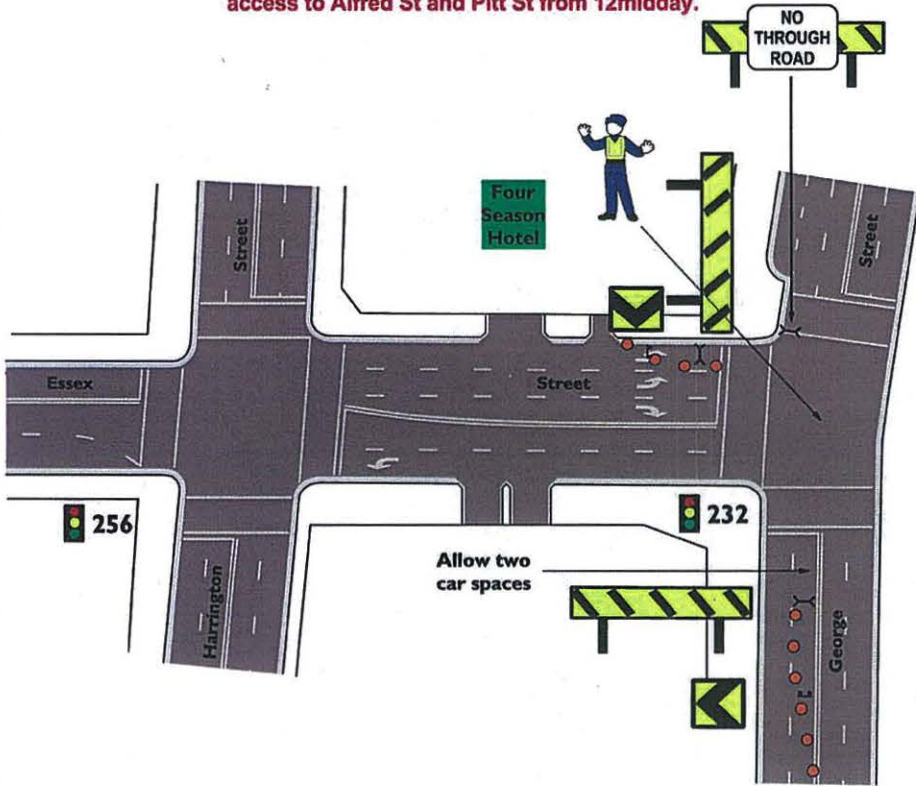 access to Alfred St and Pitt St from 12midday.
NO
THROUGH
ROAD
Four
Season
Hotel
Street
Street
Essex
Street
256
232
Allow two
car spaces
Harrington
George